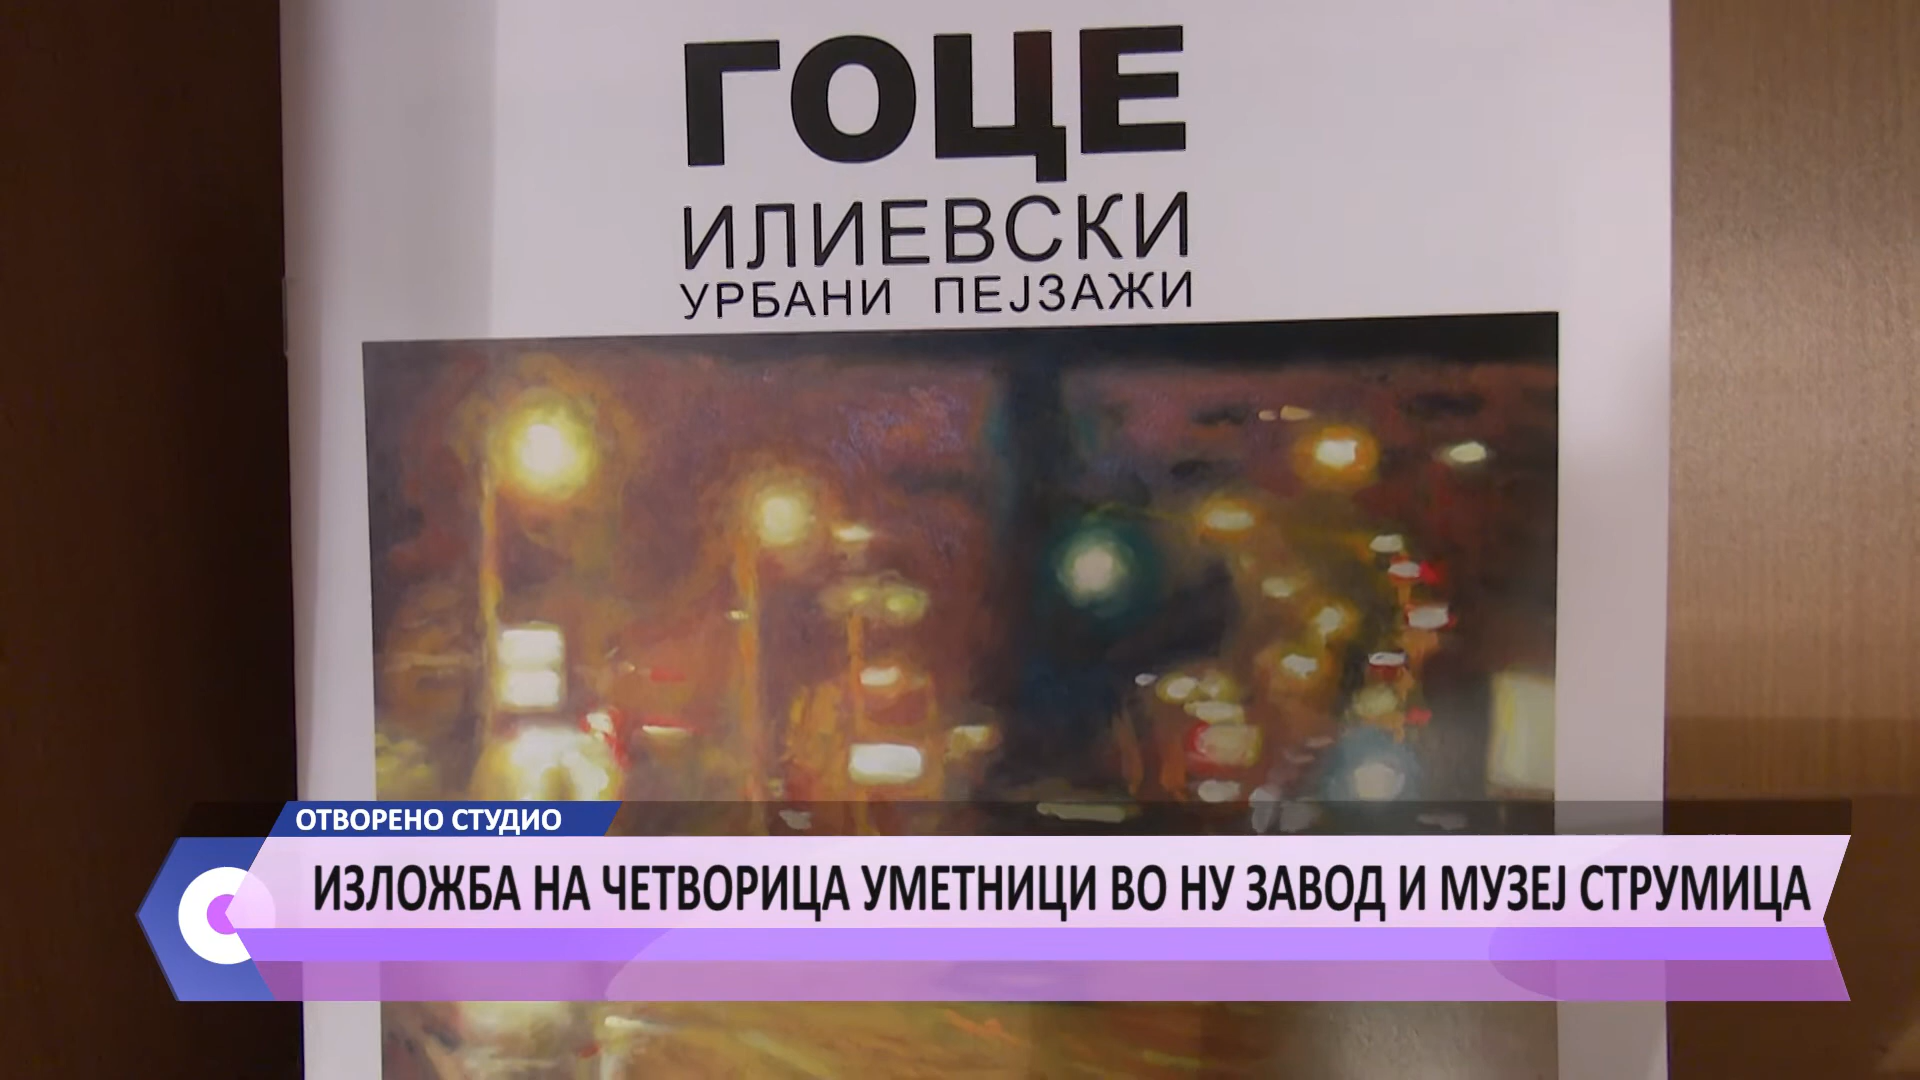 ГОЦЕ
ИЛИЕВСКИ
УРБАНИ ПЕЈЗАЖИ
ОТВОРЕНО СТУДИО
ИЗЛОЖБА НА ЧЕТВОРИЦА УМЕТНИЦИ ВО НУ ЗАВОД И МУЗЕЈ СТРУМИЦА